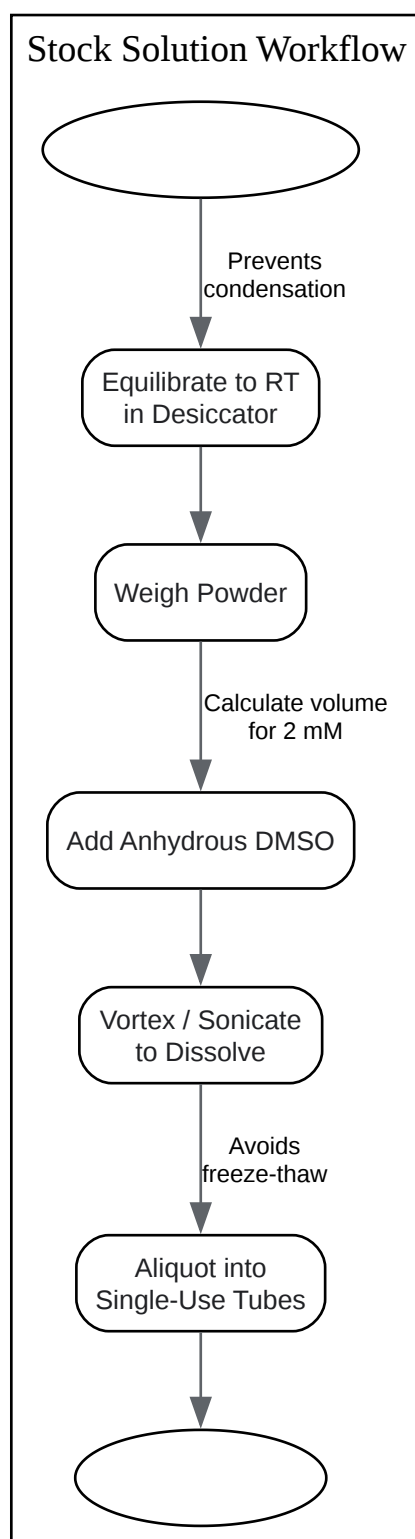 Stock Solution Workflow
Prevents
condensation
Equilibrate to RT
in Desiccator
Weigh Powder
Calculate volume
for 2 mM
Add Anhydrous DMSO
Vortex / Sonicate
to Dissolve
Avoids
freeze-thaw
Aliquot into
Single-Use Tubes